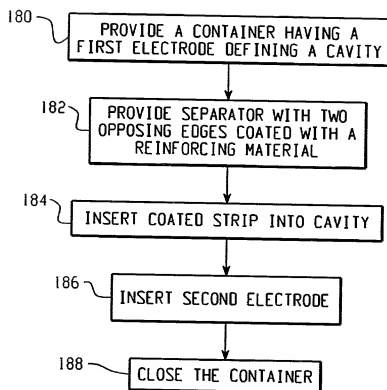 180
PROVIDE A CONTAINER HAVING A
FIRST ELECTRODE DEFINING A CAVITY
182
PROVIDE SEPARATOR WITH TWO
OPPOSING EDGES COATED WITH A
REINFORCING MATERIAL
184
INSERT COATED STRIP INTO CAVITY
186
INSERT SECOND ELECTRODE
188
CLOSE THE CONTAINER